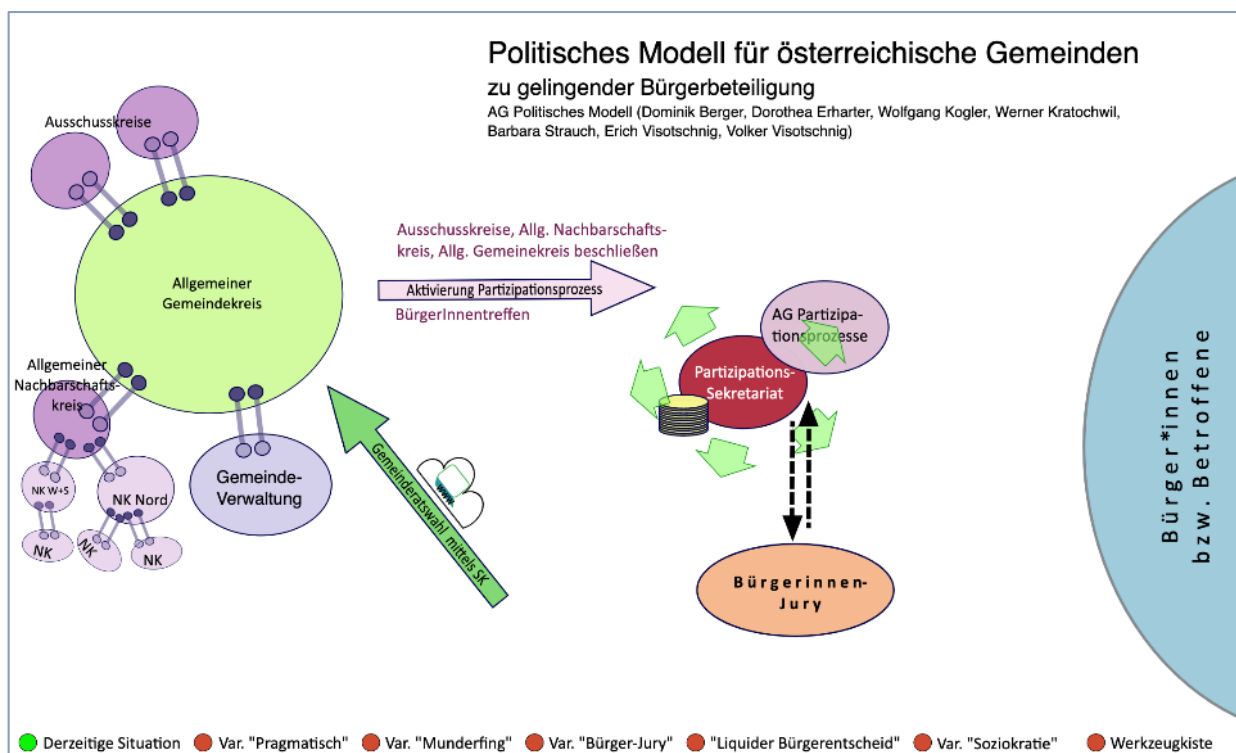 Politisches Modell für österreichische Gemeinden
zu gelingender Bürgerbeteiligung
AG Politisches Modell (Dominik Berger, Dorothea Erharter, Wolfgang Kogler, Werner Kratochwil,
Barbara Strauch, Erich Visotschnig, Volker Visotschnig)
Ausschusskreise
Allgemeiner
Gemeindekreis
Ausschusskreise, Allg. Nachbarschafts-
kreis, Allg. Gemeinekreis beschließen
Aktivierung Partizipationsprozess
BürgerInnentreffen
AG Partizipa-
tionsprozesse
Partizipations-
Sekretariat
Allgemeiner
Nachbarschafts-
kreis
NK W+S
NK Nord
NK
NK
NK
Gemeinde-
Verwaltung
www
Gemeinderatswahl mittels SK
Bürgerinnen-
Jury
Bürger*innen
bzw. Betroffene
Derzeitige Situation
Var. "Pragmatisch"
Var. "Munderfing"
Var. "Bürger-Jury"
"Liquider Bürgerentscheid"
Var. "Soziokratie"
Werkzeugkiste